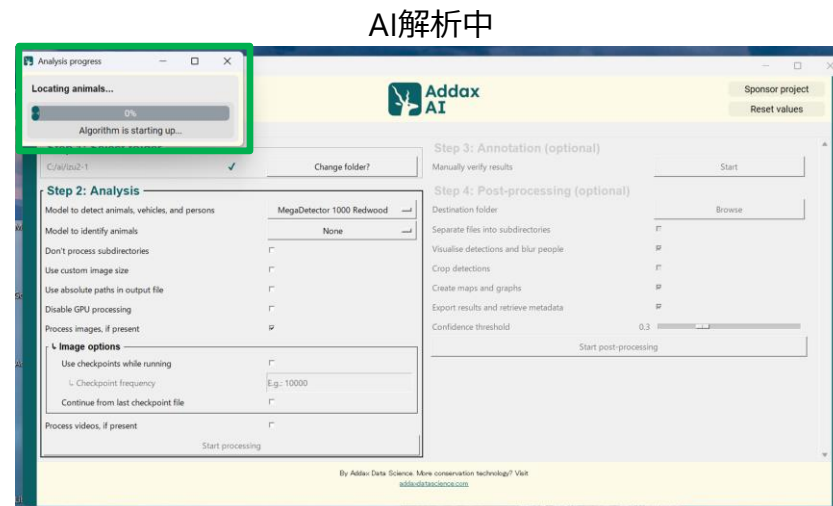 AI解析中
Analysis progress
Locating animals...
0%
Algorithm is starting up...
Addax
AI
Sponsor project
Reset values
C:/ai/izu2-1
✓
Change folder?
Step 2: Analysis
Model to detect animals, vehicles, and persons
MegaDetector 1000 Redwood
Model to identify animals
None
Don't process subdirectories
Use custom image size
Use absolute paths in output file
Disable GPU processing
Process images, if present
↳ Image options
Use checkpoints while running
↳ Checkpoint frequency
E.g.: 10000
Continue from last checkpoint file
Process videos, if present
Start processing
Step 3: Annotation (optional)
Manually verify results
Start
Step 4: Post-processing (optional)
Destination folder
Browse
Separate files into subdirectories
Visualise detections and blur people
Crop detections
Create maps and graphs
Export results and retrieve metadata
Confidence threshold
0.3
Start post-processing
By Addax Data Science. More conservation technology? Visit
addaxdatascience.com